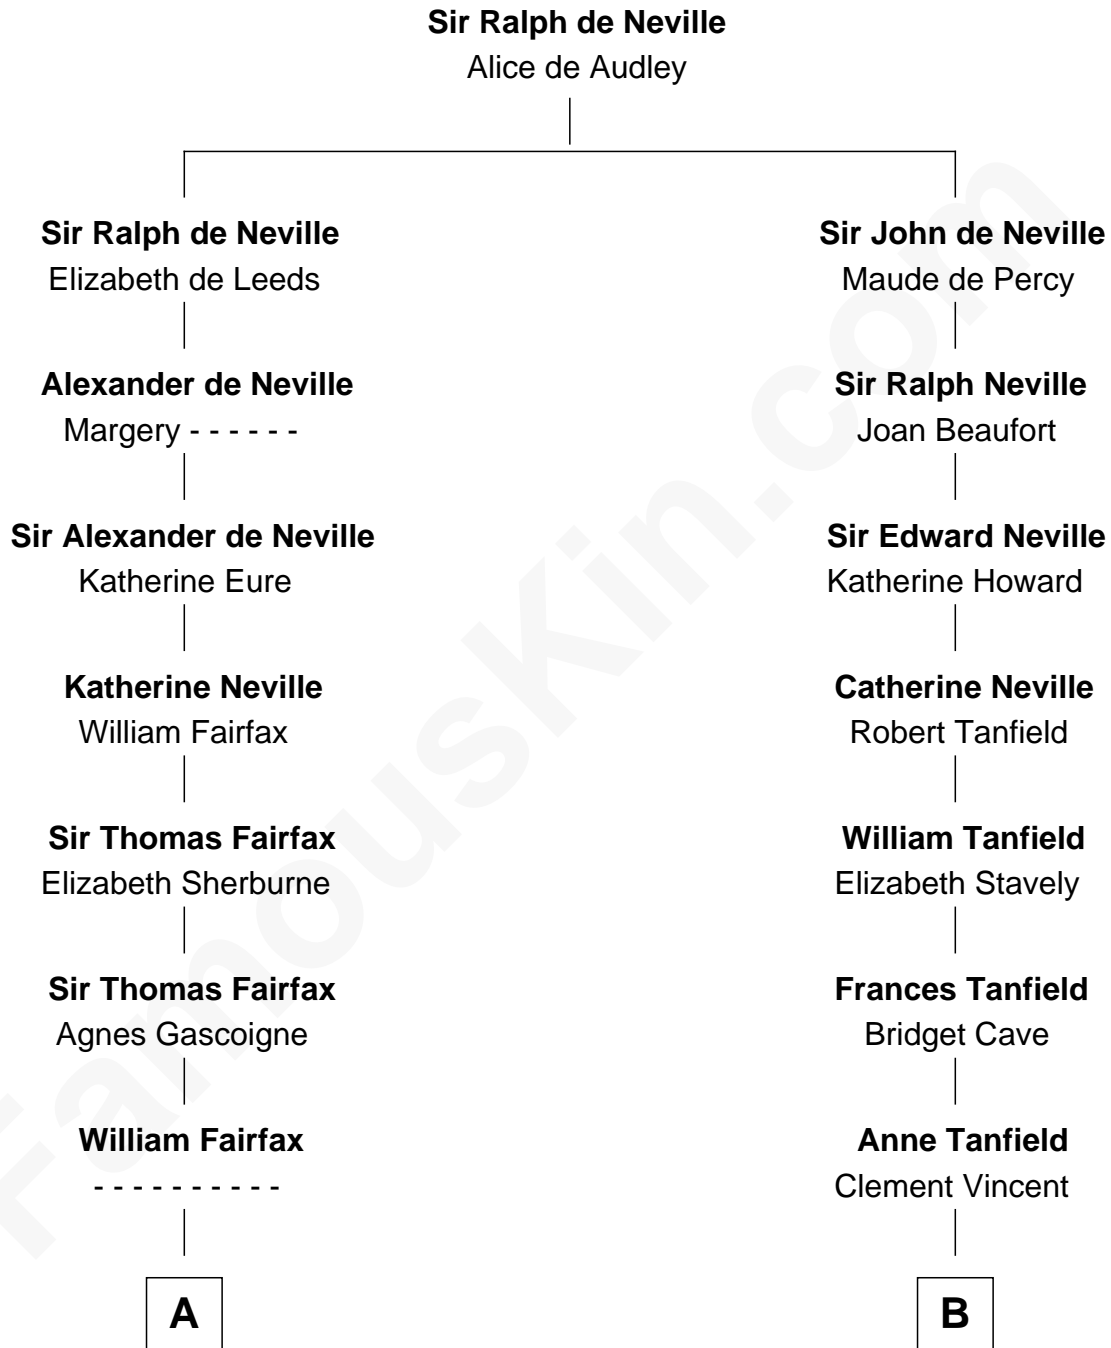 Sir Ralph de Neville
Alice de Audley
Sir Ralph de Neville
Elizabeth de Leeds
Sir John de Neville
Maude de Percy
Alexander de Neville
Margery - - - - - -
Sir Ralph Neville
Joan Beaufort
Sir Alexander de Neville
Katherine Eure
Sir Edward Neville
Katherine Howard
Katherine Neville
William Fairfax
Catherine Neville
Robert Tanfield
Sir Thomas Fairfax
Elizabeth Sherburne
William Tanfield
Elizabeth Stavely
Sir Thomas Fairfax
Agnes Gascoigne
Frances Tanfield
Bridget Cave
William Fairfax
- - - - - - - - - -
Anne Tanfield
Clement Vincent
A
B
FamousKin.com